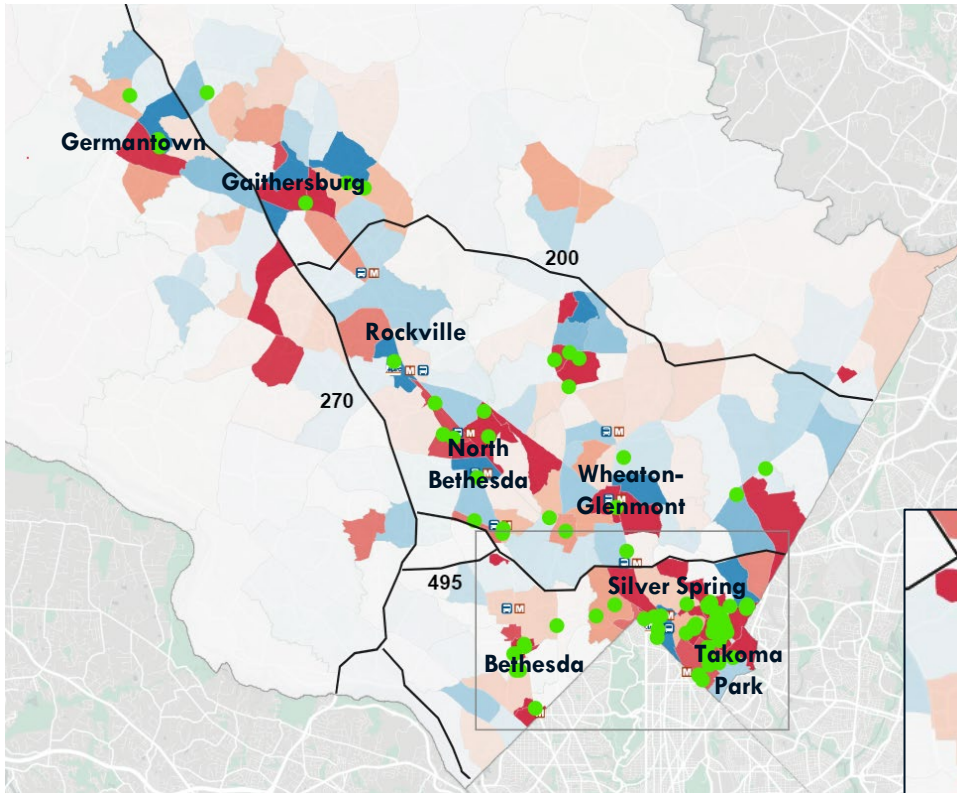 Germantown
Gaithersburg
200
M
Rockville
M
270
M
M
North
Bethesda
M
Wheaton-
Glenmont
M
M
M
495
Silver Spring
M
M
Bethesda
Takoma
Park
M
M